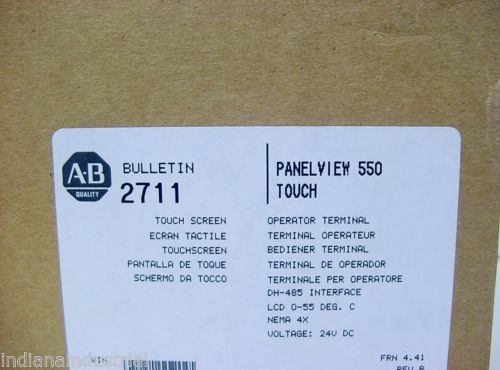 A-B
QUALITY
BULLETIN
2711
PANELVIEW 550
TOUCH
TOUCH SCREEN
ECRAN TACTILE
TOUCHSCREEN
PANTALLA DE TOQUE
SCHERMO DA TOCCO
OPERATOR TERMINAL
TERMINAL OPERATEUR
BEDIENER TERMINAL
TERMINAL DE OPERADOR
TERMINALE PER OPERATORE
DH-485 INTERFACE
LCD 0-55 DEG. C
NEMA 4X
VOLTAGE: 24V DC
FRN 4.41
indianaindustrial